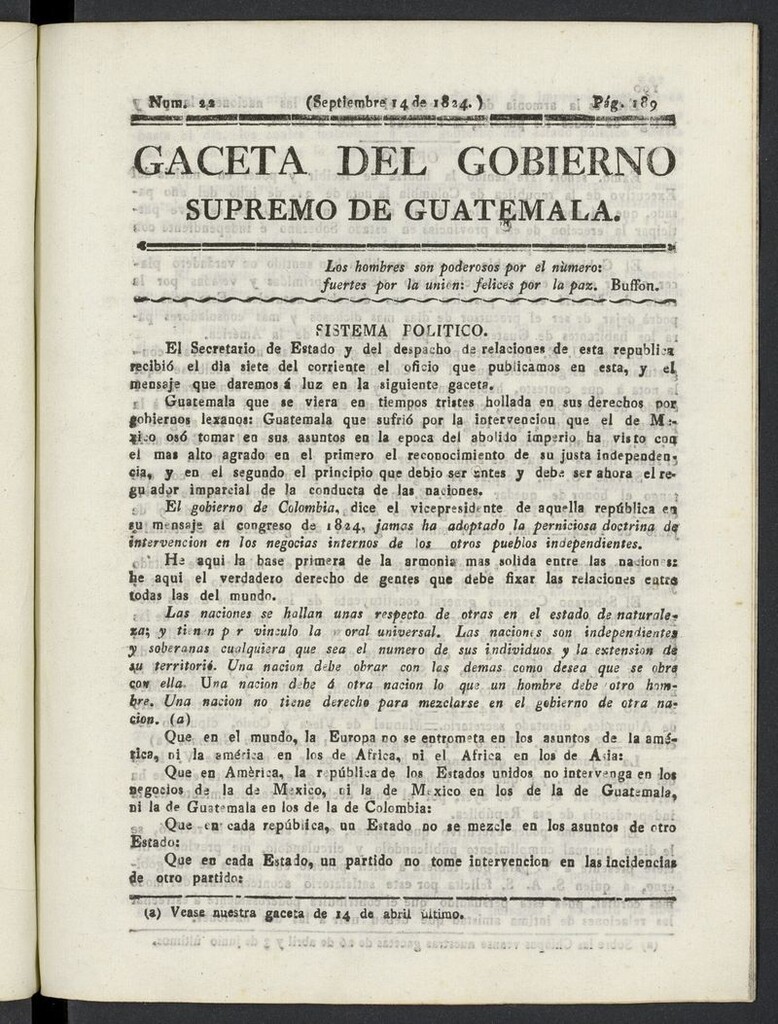 Num. 22 (Septiembre 14 de 1824.) Pág. 189
GACETA DEL GOBIERNO
SUPREMO DE GUATEMALA.
Los hombres son poderosos por el número:
fuertes por la union: felices por la paz. Buffon.
SISTEMA POLITICO.
El Secretario de Estado y del despacho de relaciones de esta republica
recibió el dia siete del corriente el oficio que publicamos en esta, y el
mensaje que daremos á luz en la siguiente gaceta.
Guatemala que se viera en tiempos tristes hollada en sus derechos por
gobiernos lexanos: Guatemala que sufrió por la intervencion que el de Me-
xico osó tomar en sus asuntos en la epoca del abolido imperio ha visto con
el mas alto agrado en el primero el reconocimiento de su justa independen-
cia, y en el segundo el principio que debio ser antes y debe ser ahora el re-
gu ador imparcial de la conducta de las naciones.
El gobierno de Colombia, dice el vicepresidente de aquella república en
su mensaje al congreso de 1824, jamas ha adoptado la perniciosa doctrina de
intervencion en los negocias internos de los otros pueblos independientes.
He aqui la base primera de la armonia mas solida entre las naciones:
he aqui el verdadero derecho de gentes que debe fixar las relaciones entre
todas las del mundo.
Las naciones se hallan unas respecto de otras en el estado de naturale-
za; y tienen p r vinculo la oral universal. Las naciones son independientes
y soberanas cualquiera que sea el numero de sus individuos y la extension de
su territorió. Una nacion debe obrar con las demas como desea que se obre
con ella. Una nacion debe á otra nacion lo que un hombre debe otro hom-
bre. Una nacion no tiene derecho para mezclarse en el gobierno de otra na-
cion. (a)
Que en el mundo, la Europa no se entrometa en los asuntos de la amé-
rica, ni la américa en los de Africa, ni el Africa en los de Asia:
Que en Amèrica, la republica de los Estados unidos no intervenga en los
negocios de la de Mexico, ni la de Mexico en los de la de Guatemala,
ni la de Guatemala en los de la de Colombia:
Que en cada república, un Estado no se mezcle en los asuntos de otro
Estado:
Que en cada Estado, un partido no tome intervencion en las incidencias
de otro partido:
(a) Vease nuestra gaceta de 14 de abril ultimo.